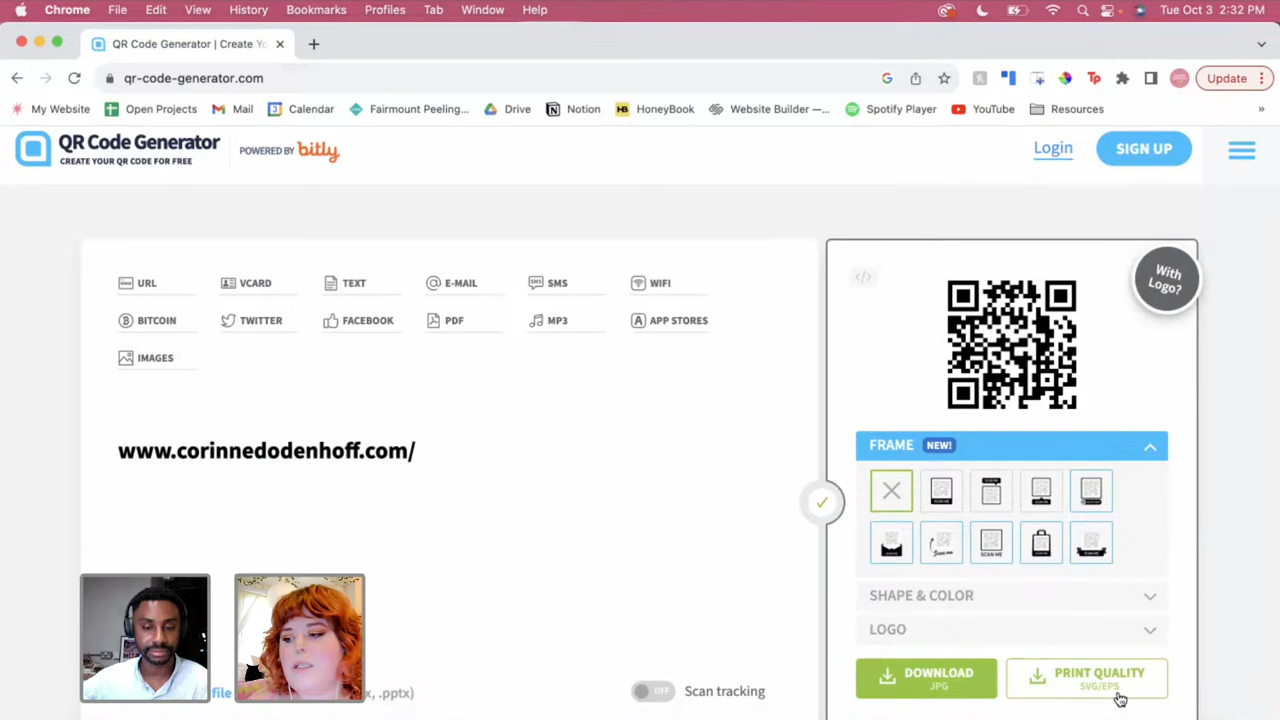 Chrome File Edit View History Bookmarks Profiles Tab Window Help Tue Oct 3 2:32 PM
QR Code Generator | Create Yo
qr-code-generator.com Update
My Website Open Projects Mail Calendar Fairmount Peeling... Drive Notion HoneyBook Website Builder —... Spotify Player YouTube Resources »
QR Code Generator
CREATE YOUR QR CODE FOR FREE
POWERED BY bitly
Login SIGN UP
With Logo?
URL VCARD TEXT E-MAIL SMS WIFI
BITCOIN TWITTER FACEBOOK PDF MP3 APP STORES
IMAGES
www.corinnedodenhoff.com/
FRAME NEW!
SCAN ME
SHAPE & COLOR
LOGO
DOWNLOAD
JPG
PRINT QUALITY
SVG/EPS
file x, .pptx)
OFF Scan tracking